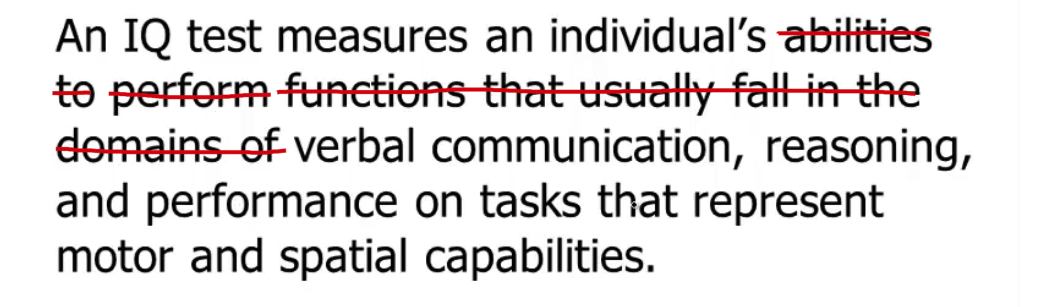 An IQ test measures an individual’s abilities
to perform functions that usually fall in the
domains of verbal communication, reasoning,
and performance on tasks that represent
motor and spatial capabilities.